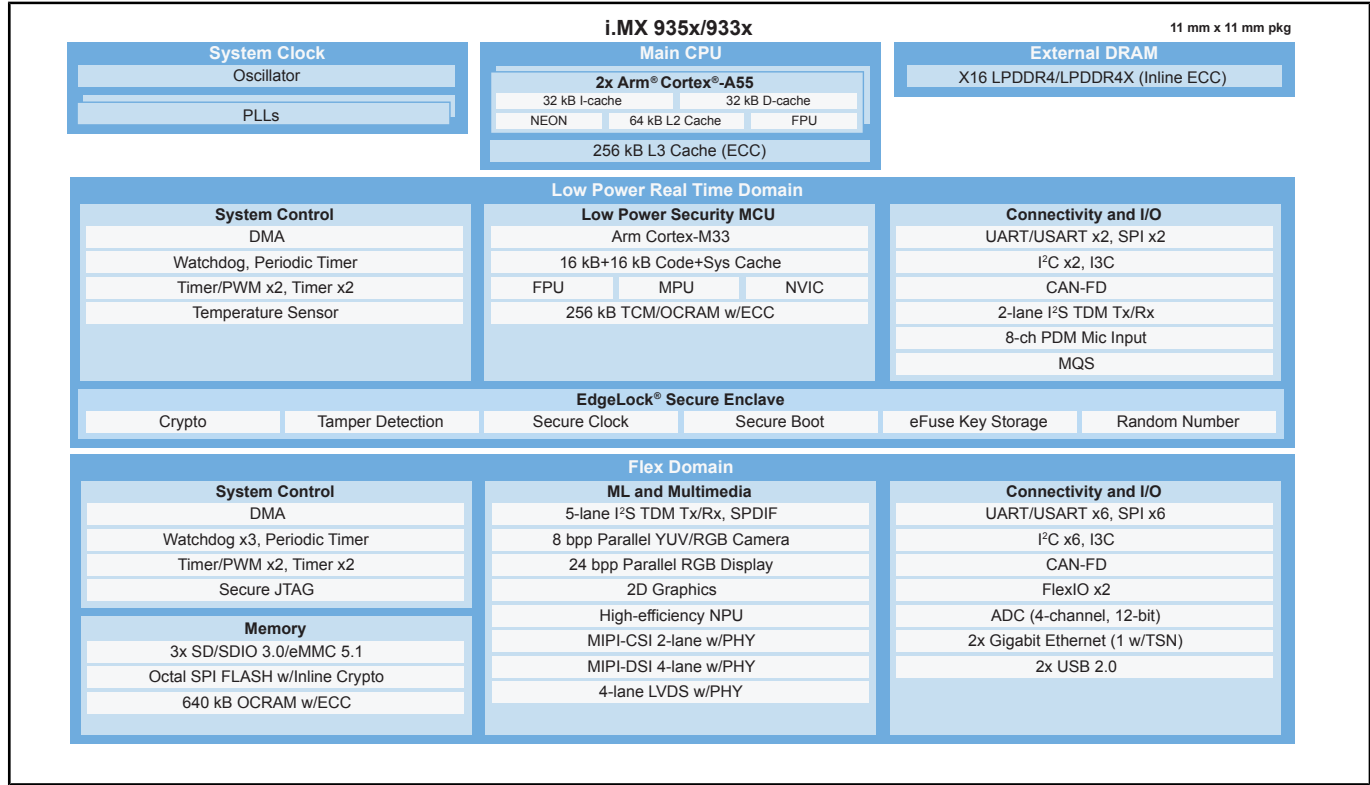 i.MX 935x/933x
11 mm x 11 mm pkg
System Clock
Oscillator
PLLs
Main CPU
2x Arm® Cortex®-A55
32 kB I-cache
32 kB D-cache
NEON
64 kB L2 Cache
FPU
256 kB L3 Cache (ECC)
External DRAM
X16 LPDDR4/LPDDR4X (Inline ECC)
Low Power Real Time Domain
System Control
DMA
Watchdog, Periodic Timer
Timer/PWM x2, Timer x2
Temperature Sensor
Low Power Security MCU
Arm Cortex-M33
16 kB+16 kB Code+Sys Cache
FPU
MPU
NVIC
256 kB TCM/OCRAM w/ECC
Connectivity and I/O
UART/USART x2, SPI x2
I²C x2, I3C
CAN-FD
2-lane I²S TDM Tx/Rx
8-ch PDM Mic Input
MQS
EdgeLock® Secure Enclave
Crypto
Tamper Detection
Secure Clock
Secure Boot
eFuse Key Storage
Random Number
Flex Domain
System Control
DMA
Watchdog x3, Periodic Timer
Timer/PWM x2, Timer x2
Secure JTAG
Memory
3x SD/SDIO 3.0/eMMC 5.1
Octal SPI FLASH w/Inline Crypto
640 kB OCRAM w/ECC
ML and Multimedia
5-lane I²S TDM Tx/Rx, SPDIF
8 bpp Parallel YUV/RGB Camera
24 bpp Parallel RGB Display
2D Graphics
High-efficiency NPU
MIPI-CSI 2-lane w/PHY
MIPI-DSI 4-lane w/PHY
4-lane LVDS w/PHY
Connectivity and I/O
UART/USART x6, SPI x6
I²C x6, I3C
CAN-FD
FlexIO x2
ADC (4-channel, 12-bit)
2x Gigabit Ethernet (1 w/TSN)
2x USB 2.0